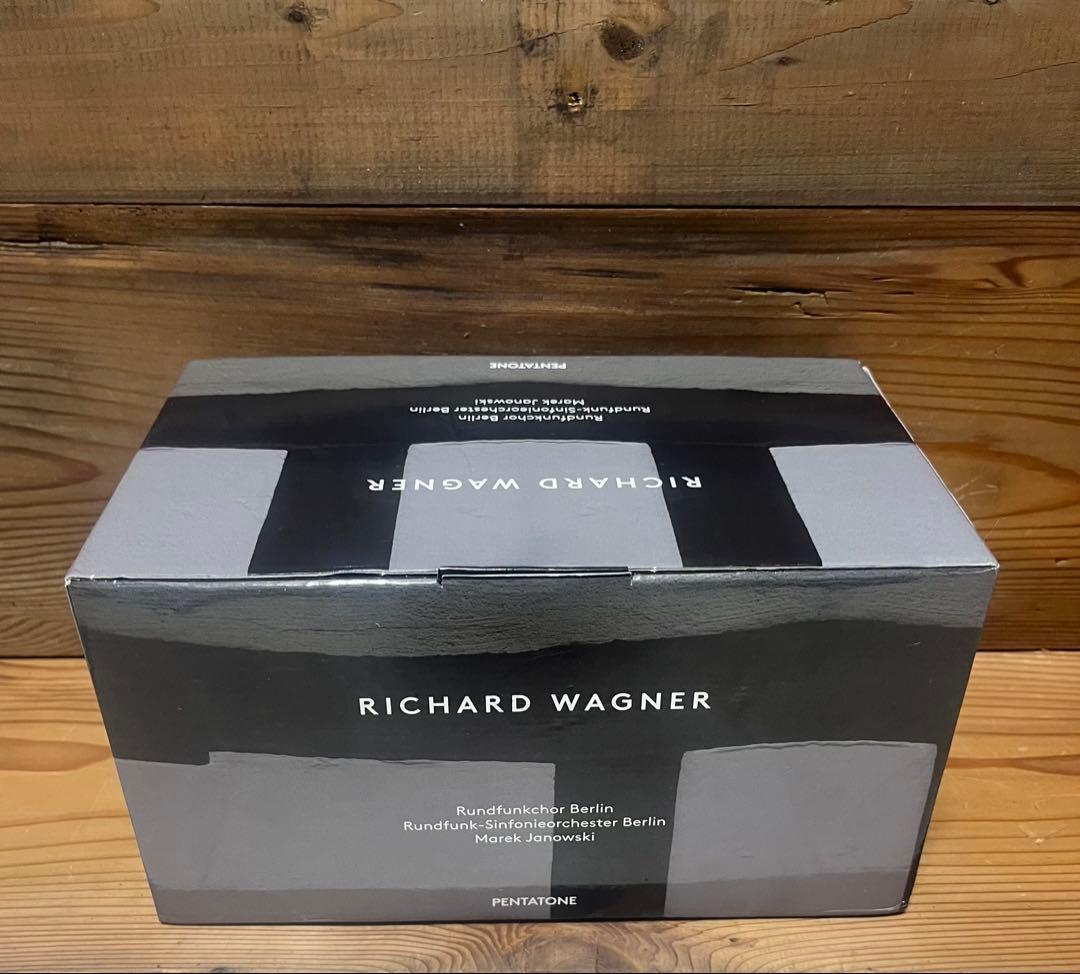 PENTATONE
Marek Janowski
Rundfunk-Sinfonieorchester Berlin
Rundfunkchor Berlin
RICHARD WAGNER
RICHARD WAGNER
Rundfunkchor Berlin
Rundfunk-Sinfonieorchester Berlin
Marek Janowski
PENTATONE